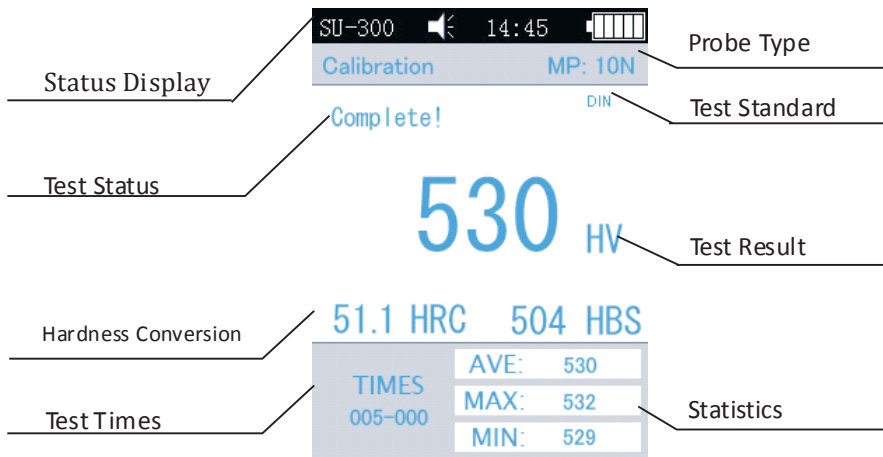 SU-300 14:45
Probe Type
Status Display
Calibration MP: 10N
DIN
Test Standard
Complete!
Test Status
530 HV
Test Result
51.1 HRC 504 HBS
Hardness Conversion
AVE: 530
TIMES
MAX: 532
005-000
Statistics
Test Times
MIN: 529